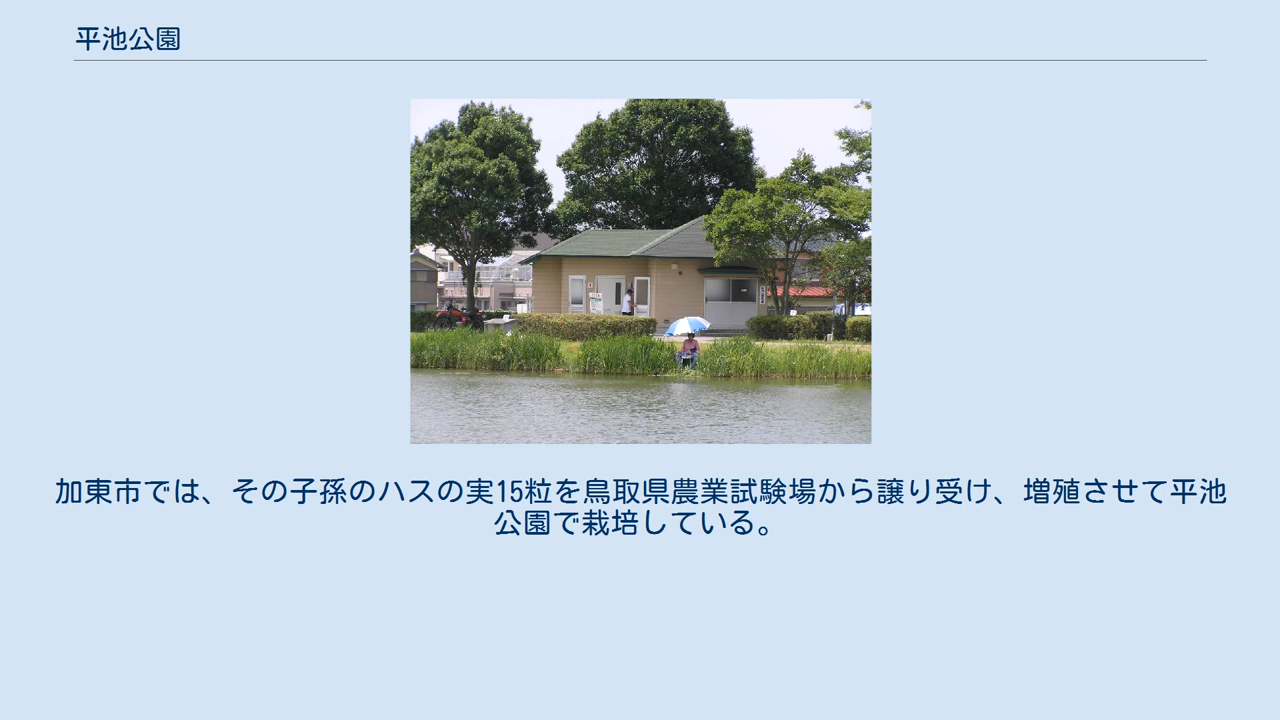 平池公園
加東市では、その子孫のハスの実15粒を鳥取県農業試験場から譲り受け、増殖させて平池
公園で栽培している。